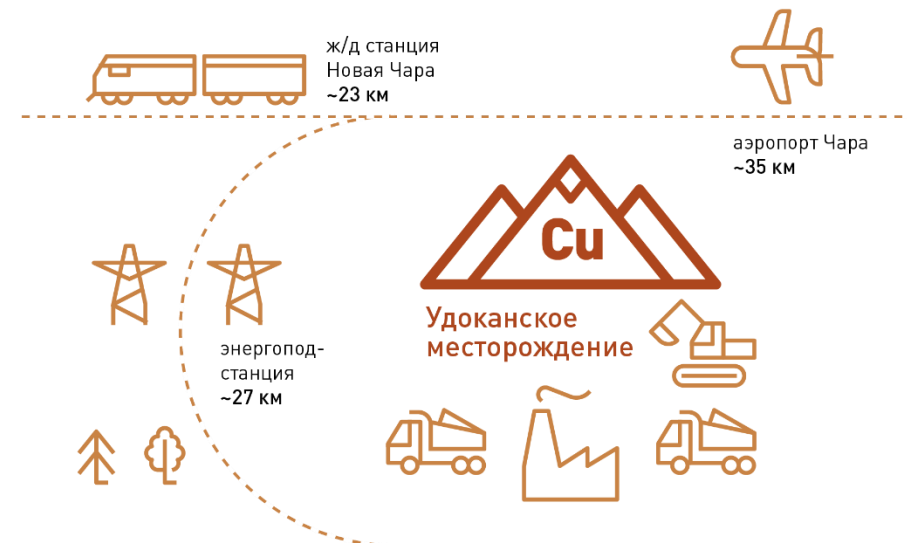 ж/д станция
Новая Чара
~23 км
аэропорт Чара
~35 км
Cu
Удоканское
месторождение
энергопод-
станция
~27 км